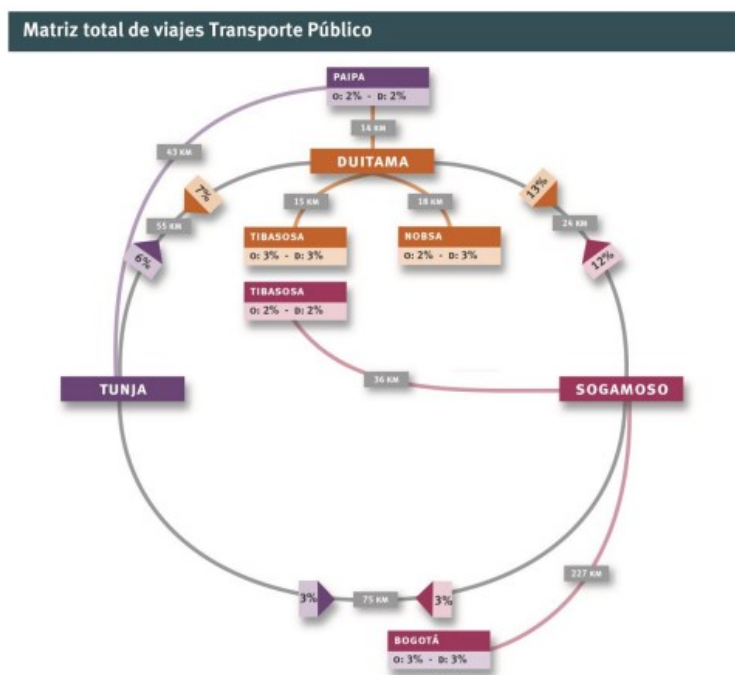 Matriz total de viajes Transporte Público
PAIPA
O: 2% - D: 2%
14 KM
43 KM
DUITAMA
7%
13%
15 KM
18 KM
55 KM
24 KM
TIBASOSA
O: 3% - D: 3%
NOBSA
O: 2% - D: 3%
6%
12%
TIBASOSA
O: 2% - D: 2%
36 KM
TUNJA
SOGAMOSO
227 KM
3%
75 KM
3%
BOGOTÁ
O: 3% - D: 3%